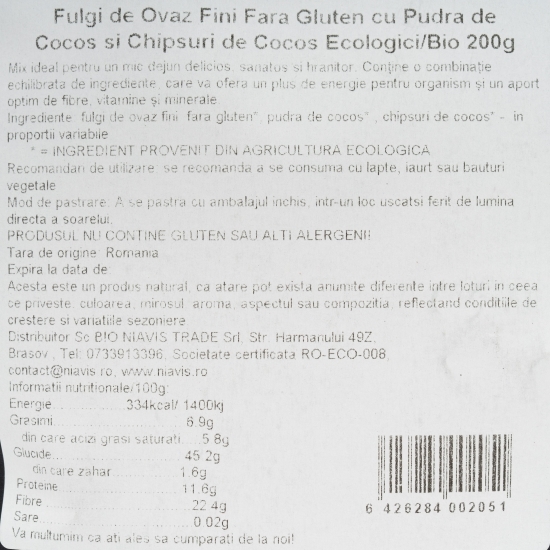 Fulgi de Ovaz Fini Fara Gluten cu Pudra de
Cocos si Chipsuri de Cocos Ecologici/Bio 200g
Mix ideal pentru un mic dejun delicios, sanatos si hranitor. Conține o combinație
echilibrata de ingrediente, care va ofera un plus de energie pentru organism și un aport
optim de fibre, vitamine și minerale.
Ingrediente: fulgi de ovaz fini fara gluten*, pudra de cocos*, chipsuri de cocos* - in
proportii variabile
* = INGREDIENT PROVENIT DIN AGRICULTURA ECOLOGICA
Recomandari de utilizare: se recomanda a se consuma cu lapte, iaurt sau bauturi
vegetale
Mod de pastrare: A se pastra cu ambalajul inchis, intr-un loc uscatsi ferit de lumina
directa a soarelui.
PRODUSUL NU CONTINE GLUTEN SAU ALTI ALERGENI!
Tara de origine: Romania
Expira la data de:
Acesta este un produs natural, ca atare pot exista anumite diferente intre loturi in ceea
ce priveste: culoarea, mirosul, aroma, aspectul sau compozitia, reflectand conditiile de
crestere si variatiile sezoniere
Distribuitor Sc BIO NIAVIS TRADE Srl, Str. Harmanului 49Z,
Brasov, Tel: 0733913396, Societate certificata RO-ECO-008,
contact@niavis.ro, www.niavis.ro
Informatii nutritionale/100g:
Energie.................334kcal/ 1400kj
Grasimi.................6.9g
din care acizi grasi saturati.....5.8g
Glucide.................45.2g
din care zahar.................1.6g
Proteine.................11.6g
Fibre.................22.4g
Sare.................0.02g
Va multumim ca ati ales sa cumparati de la noi!
6 426284 002051